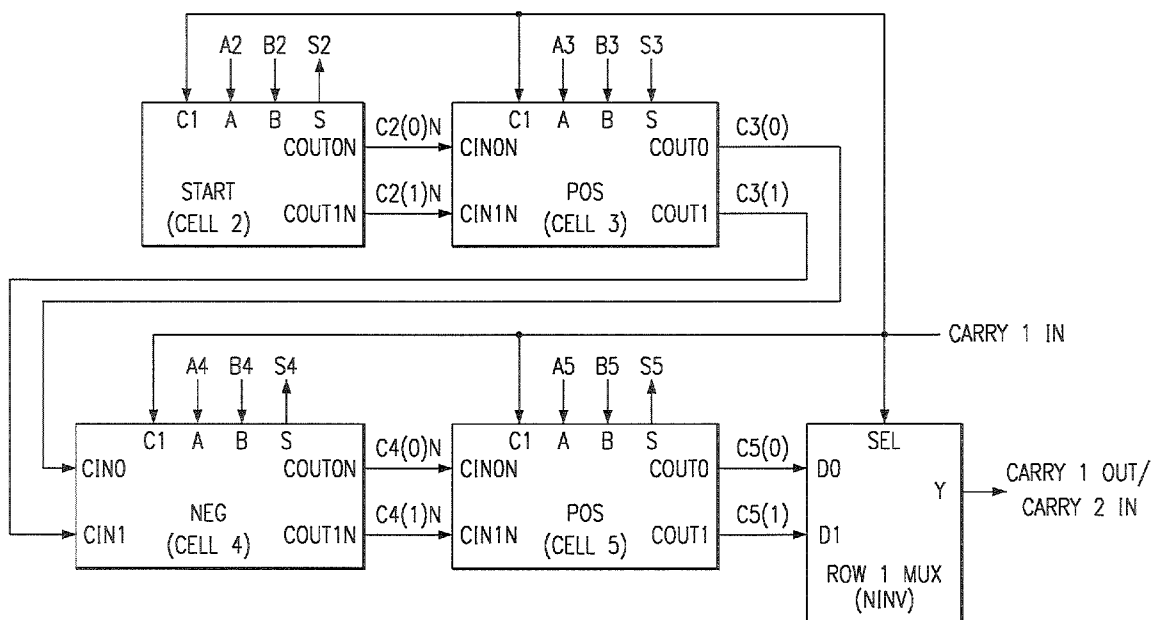 A2 B2 S2 A3 B3 S3
C1 A B S C1 A B S
COUTON C2(0)N CINON COUTO C3(0)
START (CELL 2)
POS (CELL 3)
COUT1N C2(1)N CIN1N COUT1 C3(1)
CARRY 1 IN
A4 B4 S4 A5 B5 S5
C1 A B S C1 A B S SEL
CINO COUTON C4(0)N CINON COUTO C5(0) D0
Y CARRY 1 OUT/
CARRY 2 IN
NEG (CELL 4)
POS (CELL 5)
CIN1 COUT1N C4(1)N CIN1N COUT1 C5(1) D1
ROW 1 MUX
(NINV)